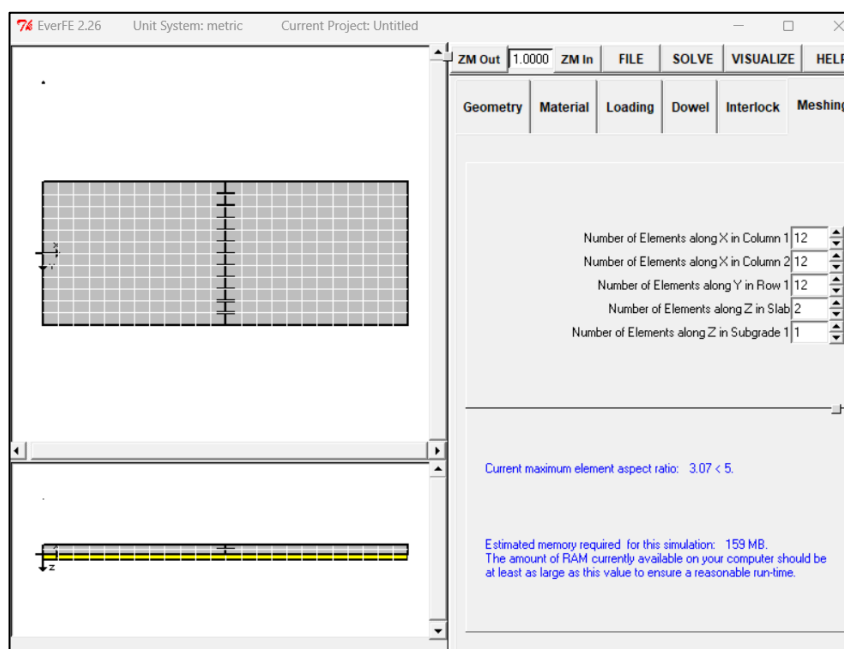 EverFE 2.26 Unit System: metric Current Project: Untitled
ZM Out 1.0000 ZM In FILE SOLVE VISUALIZE HELP
Geometry Material Loading Dowel Interlock Meshing
Number of Elements along X in Column 1 12
Number of Elements along X in Column 2 12
Number of Elements along Y in Row 1 12
Number of Elements along Z in Slab 2
Number of Elements along Z in Subgrade 1 1
Current maximum element aspect ratio: 3.07 < 5.
Estimated memory required for this simulation: 159 MB.
The amount of RAM currently available on your computer should be
at least as large as this value to ensure a reasonable run-time.
Z